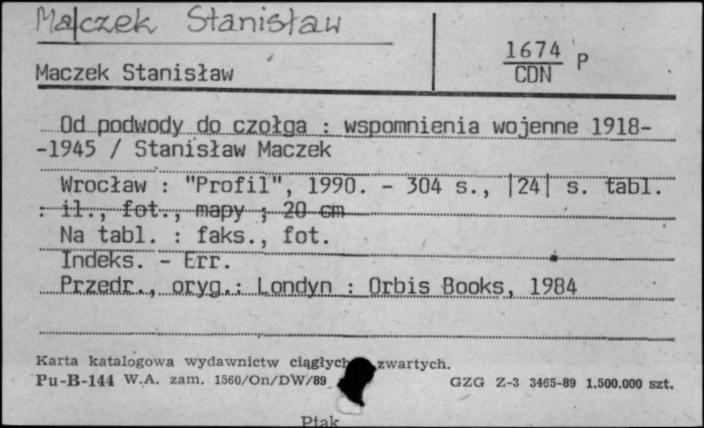 Maczek Stanisław
1674 P
CDN
Maczek Stanisław
Od podwody do czołga : wspomnienia wojenne 1918-
-1945 / Stanisław Maczek
Wrocław : "Profil", 1990. - 304 s., |24| s. tabl.
: il., fot., mapy ; 20 cm
Na tabl. : faks., fot.
Indeks. - Err.
Przedr., oryg.: Londyn : Orbis Books, 1984
Karta katalogowa wydawnictw ciągłych zwartych.
Pu-B-144 W.A. zam. 1560/On/DW/89 GZG Z-3 3465-89 1.500.000 szt.
Ptak